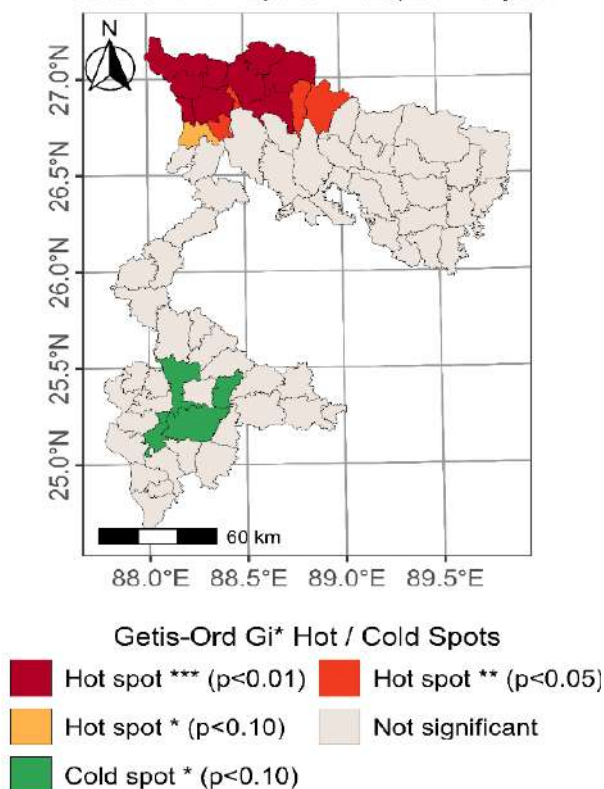 N
27.0°N
26.5°N
26.0°N
25.5°N
25.0°N
60 km
88.0°E 88.5°E 89.0°E 89.5°E
Getis-Ord Gi* Hot / Cold Spots
Hot spot *** (p<0.01) Hot spot ** (p<0.05)
Hot spot * (p<0.10) Not significant
Cold spot * (p<0.10)